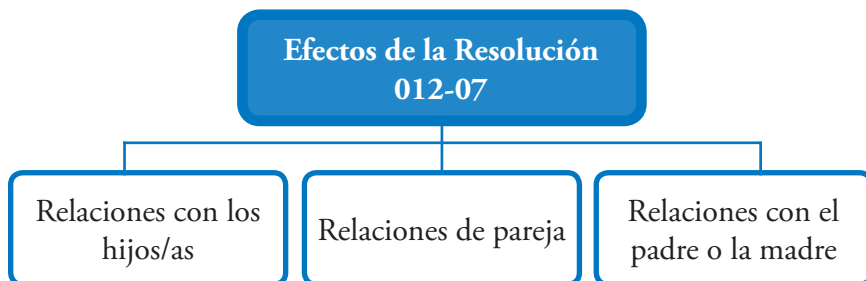 Efectos de la Resolución
012-07
Relaciones con los
hijos/as
Relaciones de pareja
Relaciones con el
padre o la madre